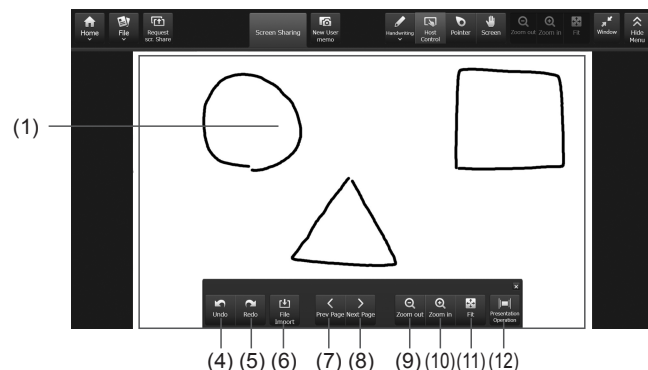 Home File Request scr. Share Screen Sharing New User memo Handwriting Host Control Pointer Screen Zoom out Zoom in Fit Window Hide Menu
(1)
Undo Redo File Import Prev Page Next Page Zoom out Zoom in Fit Presentation Operation
(4) (5) (6) (7) (8) (9) (10) (11) (12)